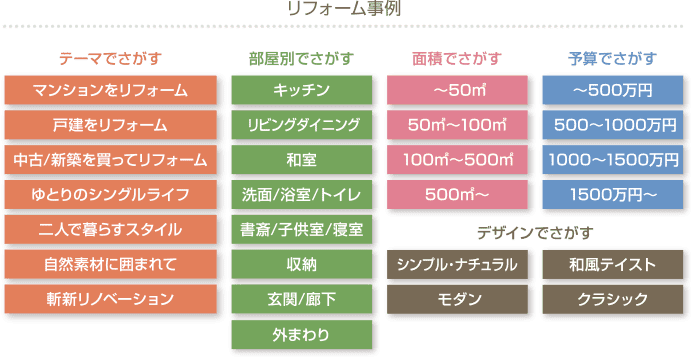 リフォーム事例
テーマでさがす
マンションをリフォーム
戸建をリフォーム
中古/新築を買ってリフォーム
ゆとりのシングルライフ
二人で暮らすスタイル
自然素材に囲まれて
斬新リノベーション
部屋別でさがす
キッチン
リビングダイニング
和室
洗面/浴室/トイレ
書斎/子供室/寝室
収納
玄関/廊下
外まわり
面積でさがす
〜50㎡
50㎡〜100㎡
100㎡〜500㎡
500㎡〜
予算でさがす
〜500万円
500〜1000万円
1000〜1500万円
1500万円〜
デザインでさがす
シンプル・ナチュラル
和風テイスト
モダン
クラシック